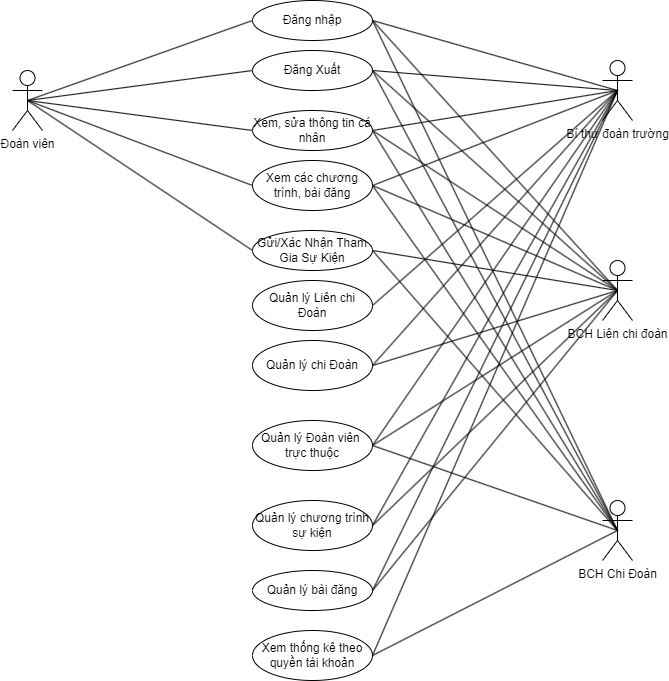 Đăng nhập
Đăng Xuất
Đoàn viên
Bí thư đoàn trường
Xem, sửa thông tin cá
nhân
Xem các chương
trình, bài đăng
Gửi/Xác Nhận Tham
Gia Sự Kiện
Quản lý Liên chi
Đoàn
BCH Liên chi đoàn
Quản lý chi Đoàn
Quản lý Đoàn viên
trực thuộc
Quản lý chương trình
sự kiện
BCH Chi Đoàn
Quản lý bài đăng
Xem thống kê theo
quyền tài khoản